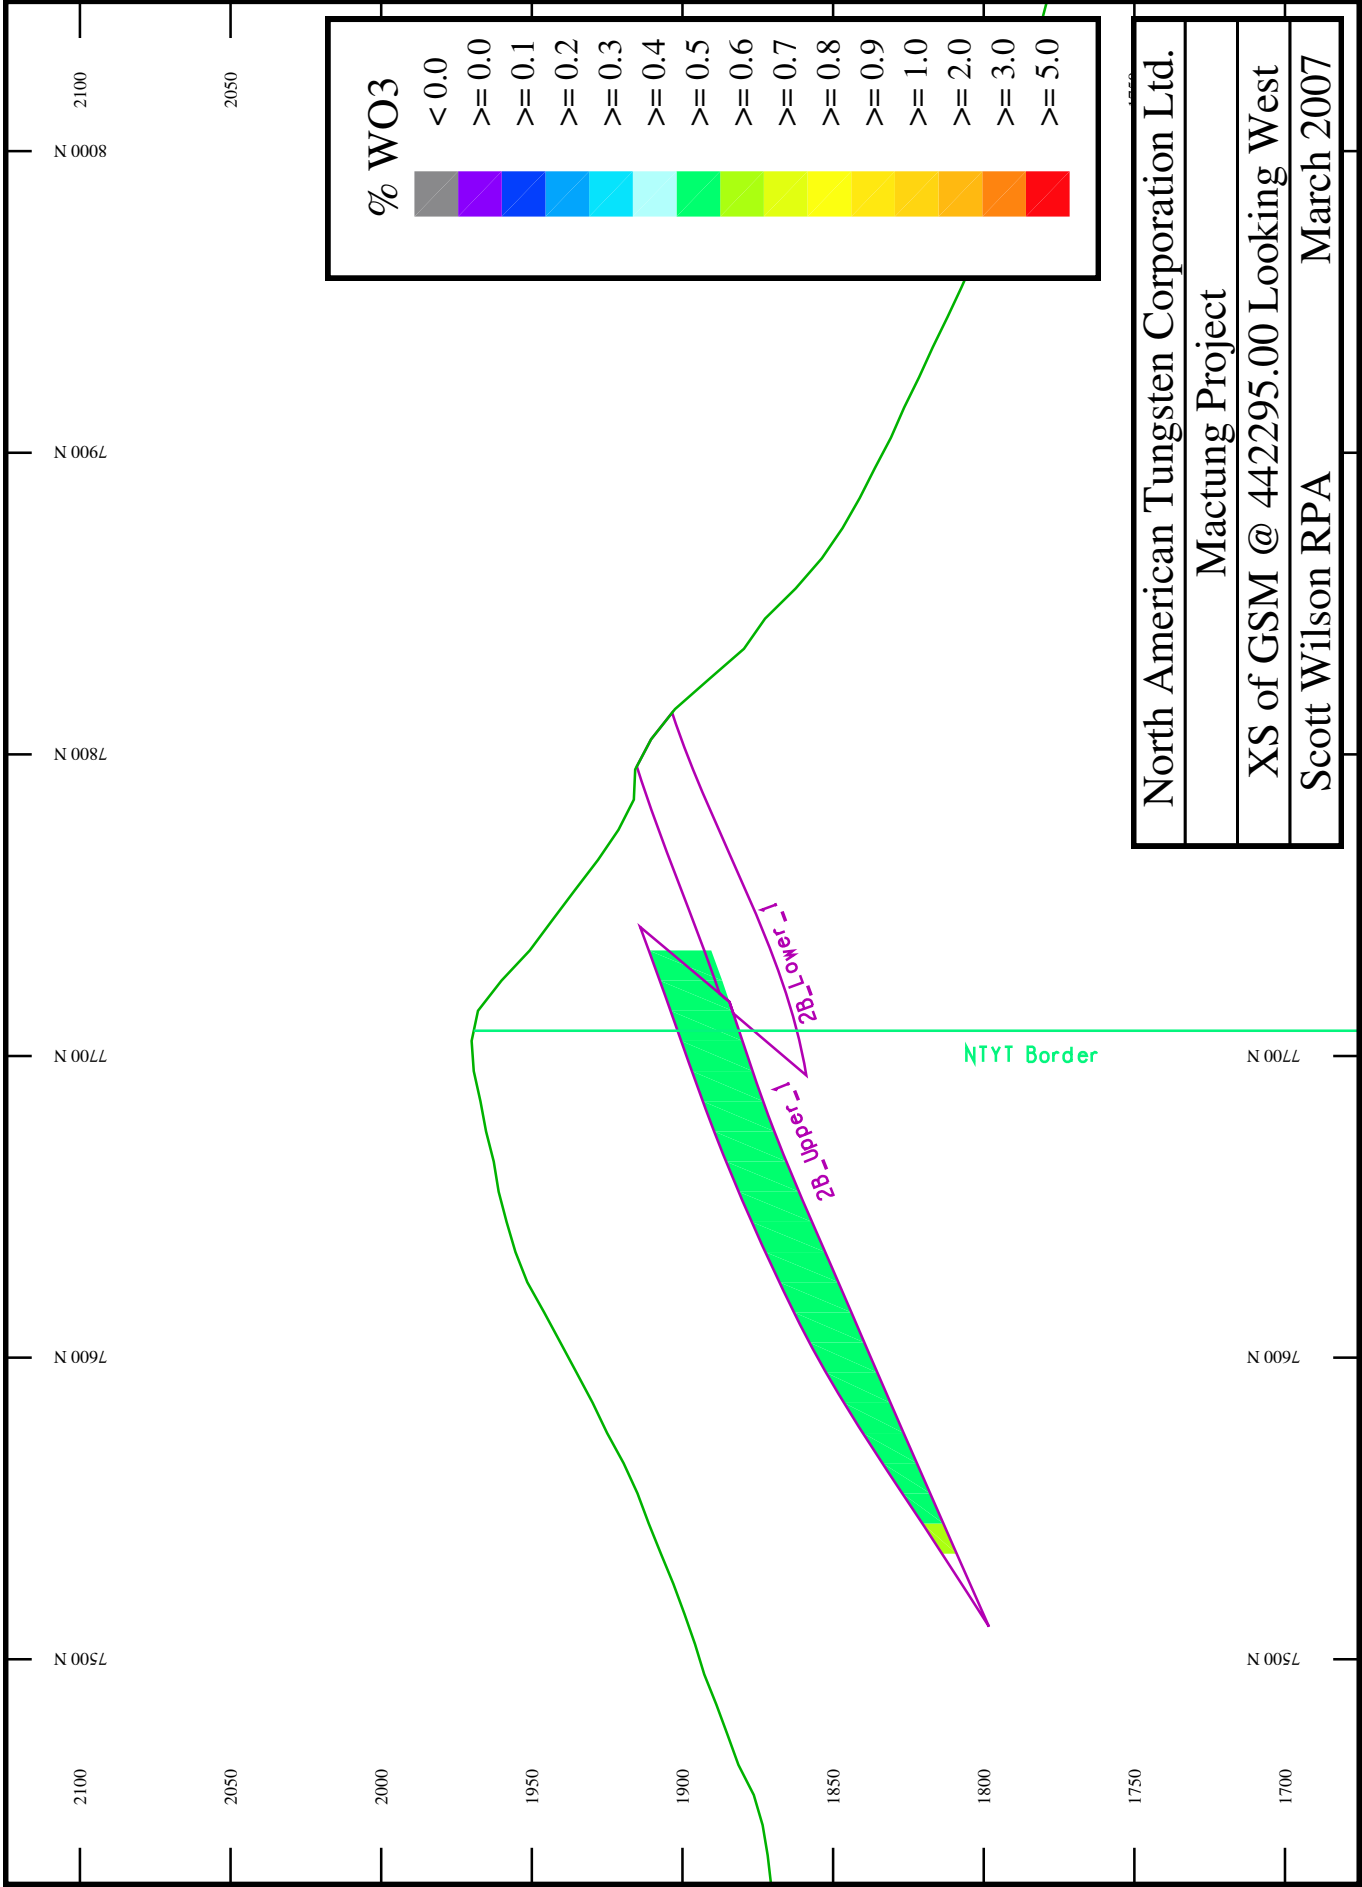 2100
2050
8000 N
7900 N
7800 N
7700 N
7600 N
7500 N
% WO3
< 0.0
>= 0.0
>= 0.1
>= 0.2
>= 0.3
>= 0.4
>= 0.5
>= 0.6
>= 0.7
>= 0.8
>= 0.9
>= 1.0
>= 2.0
>= 3.0
>= 5.0
2B_Lower_1
2B_Upper_1
NTYT Border
7700 N
7600 N
7500 N
2100
2050
2000
1950
1900
1850
1800
1750
1700
North American Tungsten Corporation Ltd.
Mactung Project
XS of GSM @ 442295.00 Looking West
Scott Wilson RPA March 2007